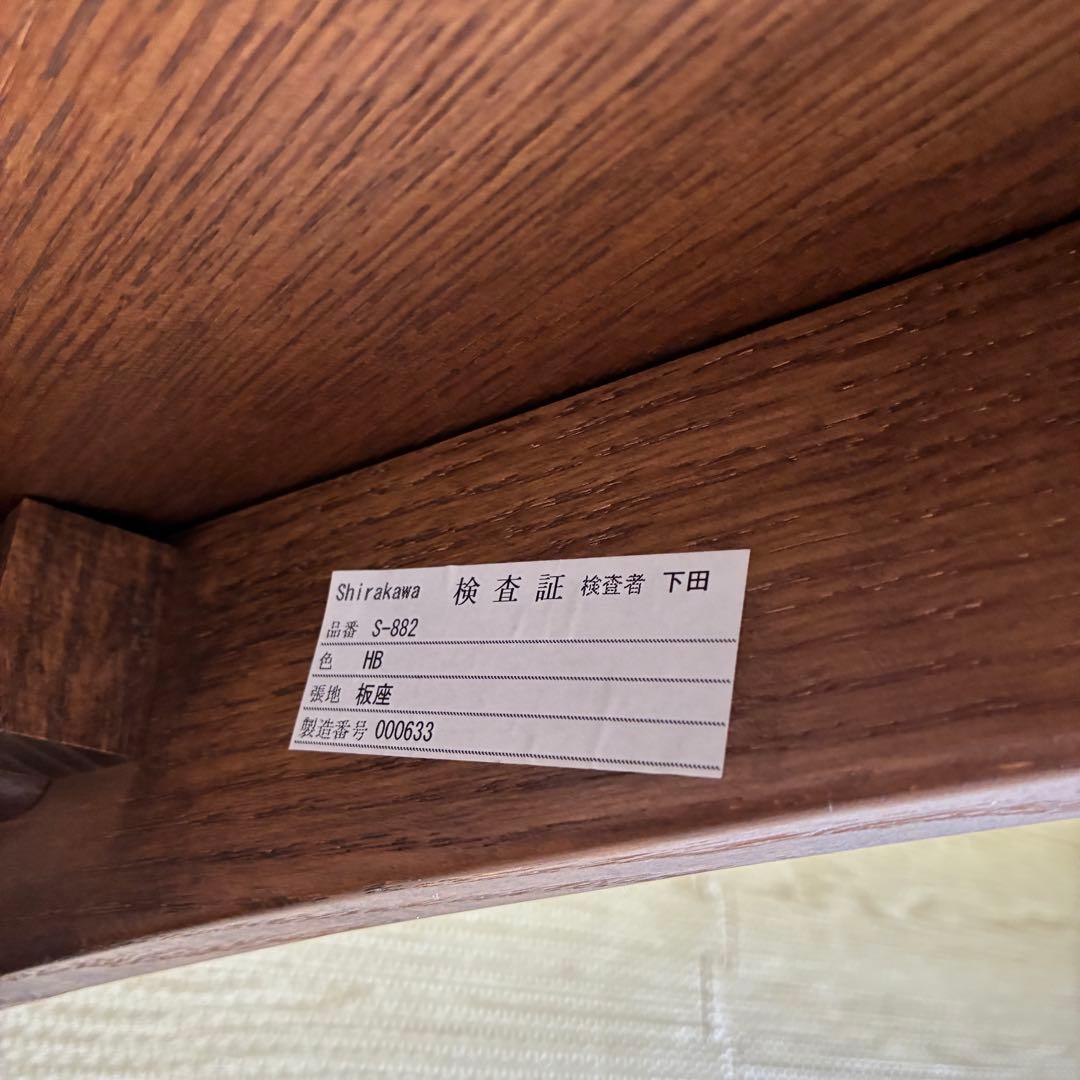 Shirakawa 検査証 検査者 下田
品番 S-882
色 HB
張地 板座
製造番号 000633